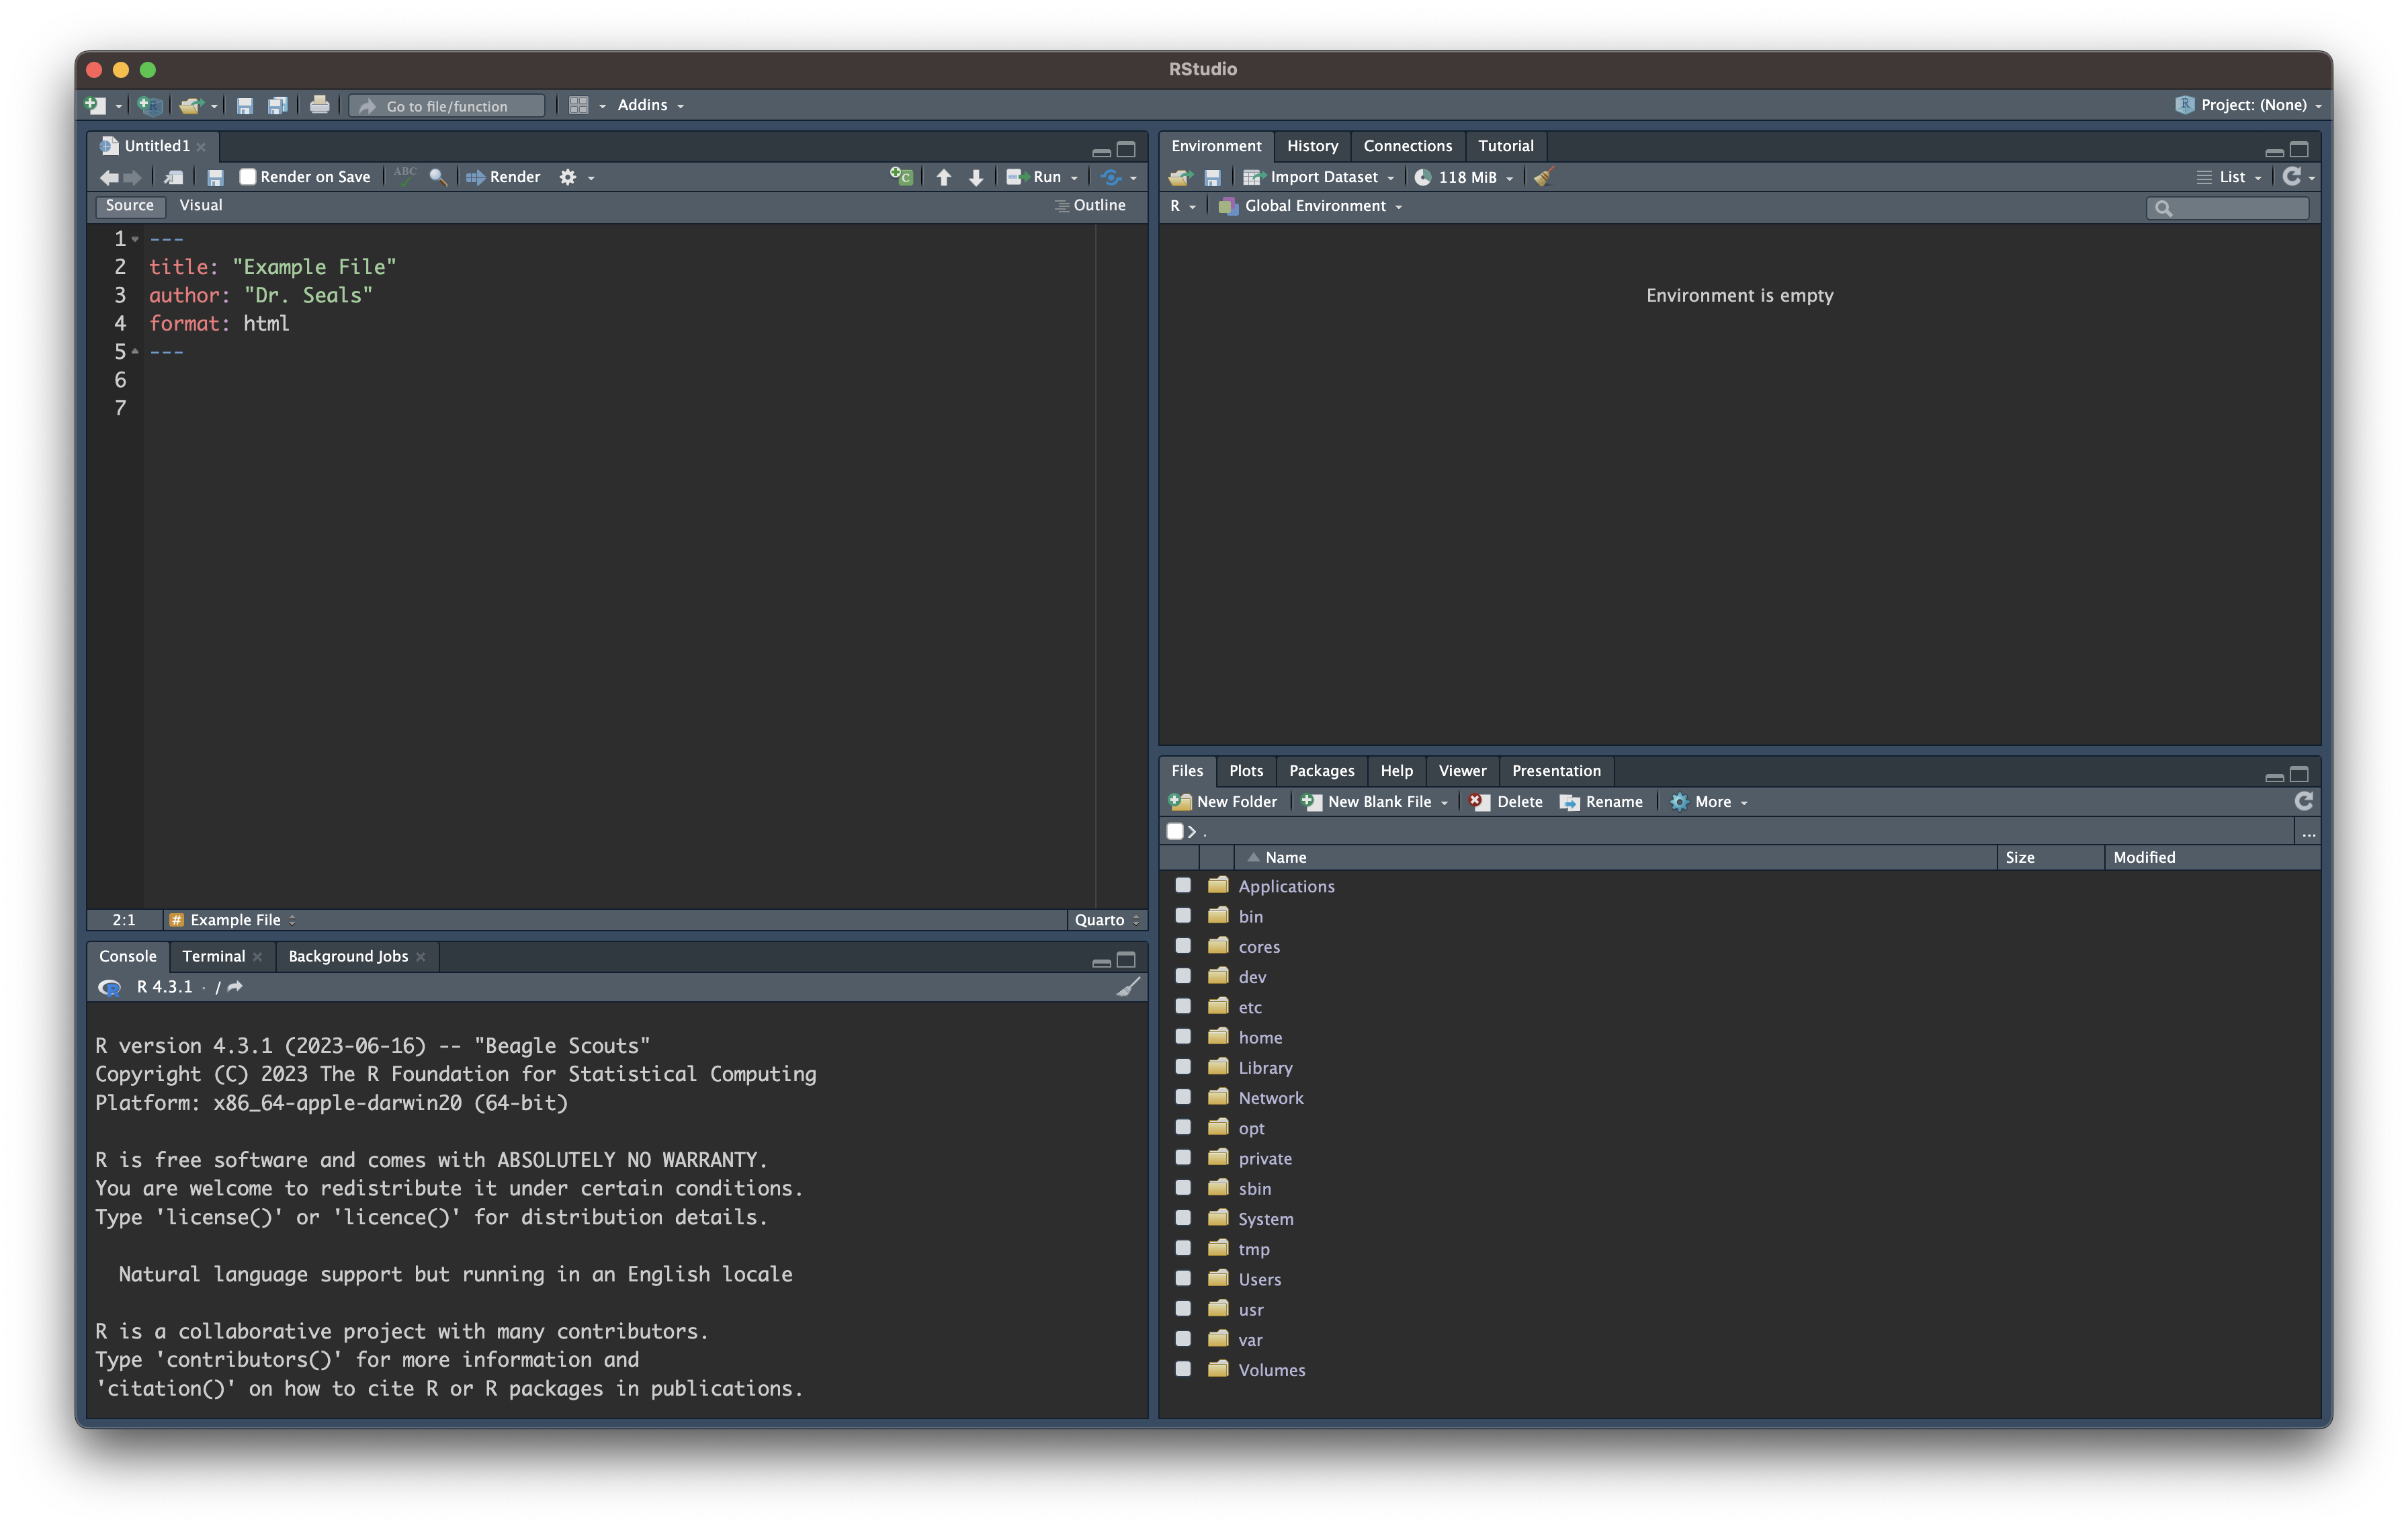 RStudio
Go to file/function Addins Project: (None)
Untitled1
Render on Save ABC Render Run
Source Visual Outline
1 ---
2 title: "Example File"
3 author: "Dr. Seals"
4 format: html
5 ---
6
7
2:1 # Example File Quarto
Console Terminal Background Jobs
R 4.3.1 · /
R version 4.3.1 (2023-06-16) -- "Beagle Scouts"
Copyright (C) 2023 The R Foundation for Statistical Computing
Platform: x86_64-apple-darwin20 (64-bit)
R is free software and comes with ABSOLUTELY NO WARRANTY.
You are welcome to redistribute it under certain conditions.
Type 'license()' or 'licence()' for distribution details.
Natural language support but running in an English locale
R is a collaborative project with many contributors.
Type 'contributors()' for more information and
'citation()' on how to cite R or R packages in publications.
Environment History Connections Tutorial
Import Dataset 118 MiB List
R Global Environment
Environment is empty
Files Plots Packages Help Viewer Presentation
New Folder New Blank File Delete Rename More
. ...
Name Size Modified
Applications
bin
cores
dev
etc
home
Library
Network
opt
private
sbin
System
tmp
Users
usr
var
Volumes